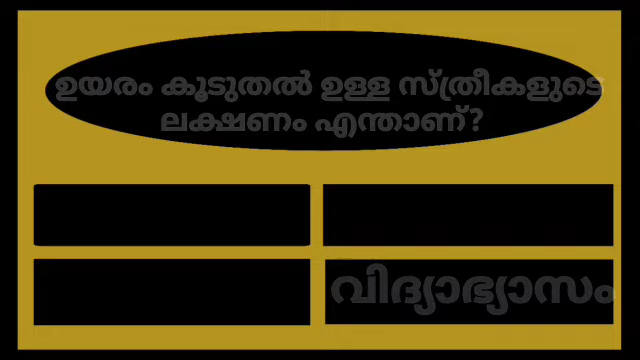 ഉയരം കൂടുതൽ ഉള്ള സ്ത്രീകളുടെ
ലക്ഷണം എന്താണ്?
വിദ്യാഭ്യാസം